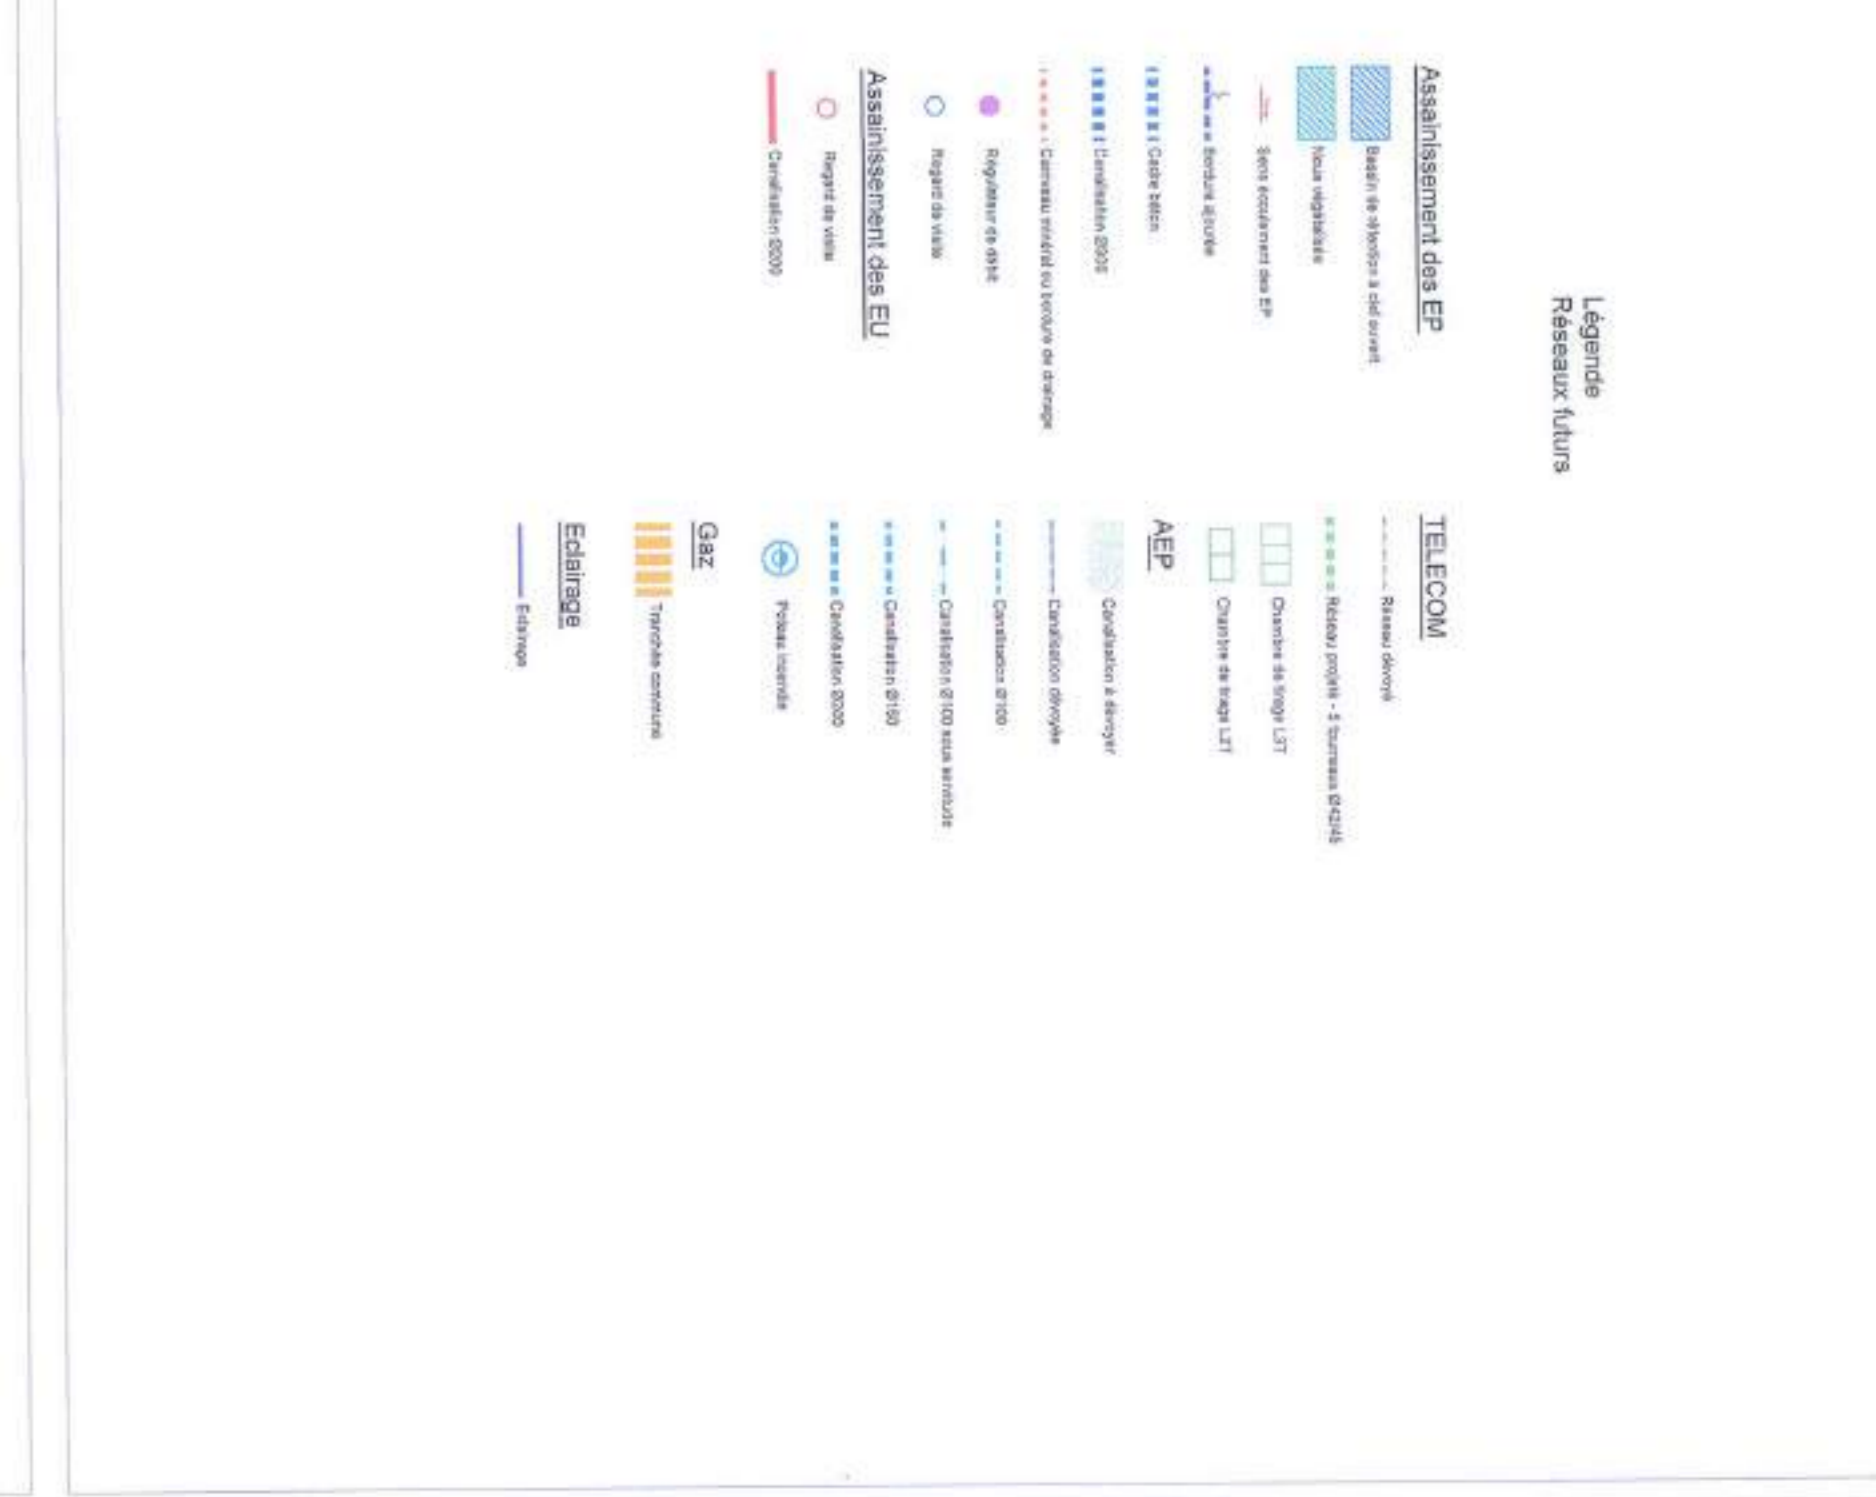 Légende
Réseaux futurs
Assainissement des EP
Bassin de rétention à ciel ouvert
Noue végétalisée
Sens écoulement des EP
Bordure ajourée
Cadre béton
Canalisation
Caniveau minéral ou bordure de drainage
Régulateur de débit
Regard de visite
Assainissement des EU
Regard de visite
Canalisation Ø200
TELECOM
Réseau dévoyé
Réseau projeté - 5 fourreaux Ø42/45
Chambre de tirage L3T
Chambre de tirage L2T
AEP
Canalisation à dévoyer
Canalisation dévoyée
Canalisation Ø100
Canalisation Ø100 sous servitude
Canalisation Ø150
Canalisation Ø200
Poteau incendie
Gaz
Tranchée commune
Eclairage
Eclairage